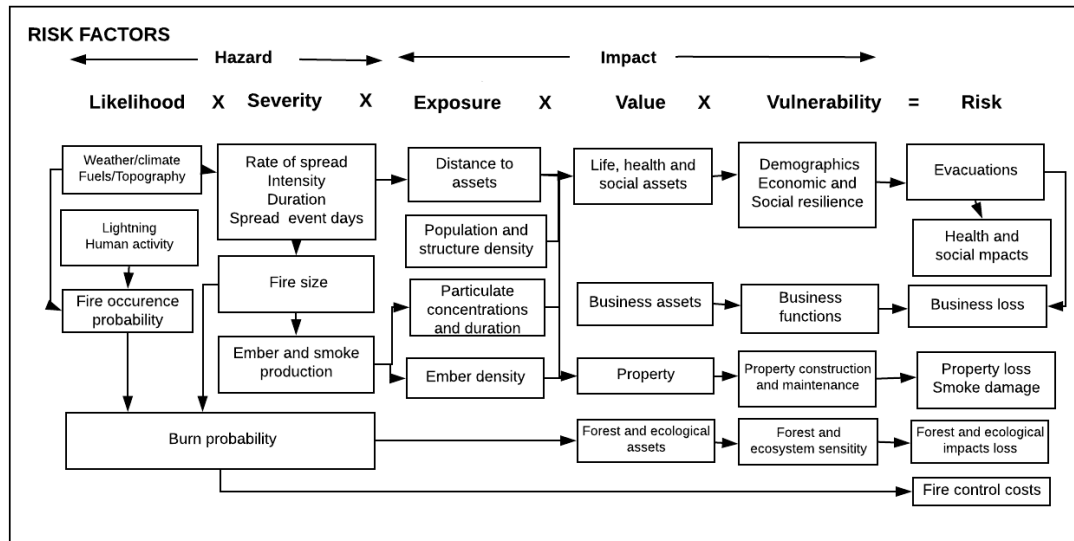 RISK FACTORS
Hazard
Impact
Likelihood X Severity X Exposure X Value X Vulnerability = Risk
Weather/climate
Fuels/Topography
Rate of spread
Intensity
Duration
Spread event days
Distance to
assets
Life, health and
social assets
Demographics
Economic and
Social resilience
Evacuations
Lightning
Human activity
Population and
structure density
Health and
social mpacts
Fire occurence
probability
Fire size
Particulate
concentrations
and duration
Business assets
Business
functions
Business loss
Ember and smoke
production
Ember density
Property
Property construction
and maintenance
Property loss
Smoke damage
Burn probability
Forest and ecological
assets
Forest and
ecosystem sensitity
Forest and ecological
impacts loss
Fire control costs